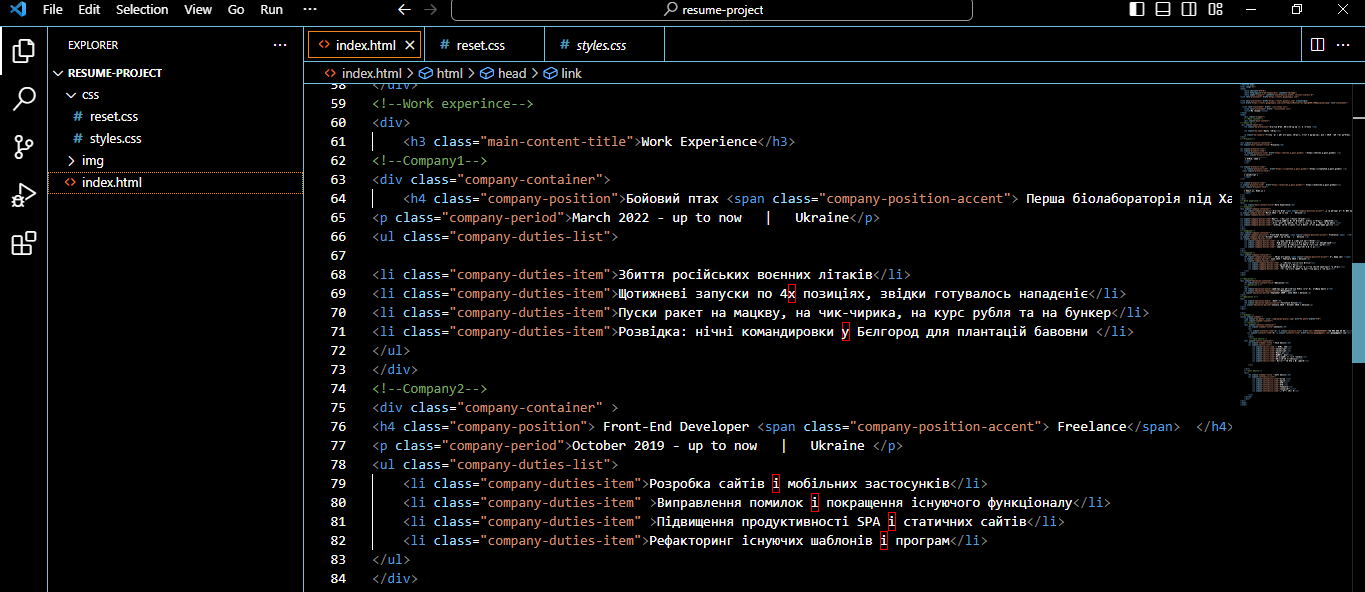 File Edit Selection View Go Run ··· resume-project
EXPLORER ···
RESUME-PROJECT
css
# reset.css
# styles.css
img
<> index.html
<> index.html # reset.css # styles.css
<> index.html > html > head > link
58 </div>
59 <!--Work experince-->
60 <div>
61 <h3 class="main-content-title">Work Experience</h3>
62 <!--Company1-->
63 <div class="company-container">
64 <h4 class="company-position">Бойовий птах <span class="company-position-accent"> Перша біолабораторія під Ха
65 <p class="company-period">March 2022 - up to now | Ukraine</p>
66 <ul class="company-duties-list">
67
68 <li class="company-duties-item">Збиття російських воєнних літаків</li>
69 <li class="company-duties-item">Щотижневі запуски по 4х позиціях, звідки готувалось нападєніє</li>
70 <li class="company-duties-item">Пуски ракет на мацкву, на чик-чирика, на курс рубля та на бункер</li>
71 <li class="company-duties-item">Розвідка: нічні командировки у Бєлгород для плантацій бавовни </li>
72 </ul>
73 </div>
74 <!--Company2-->
75 <div class="company-container" >
76 <h4 class="company-position"> Front-End Developer <span class="company-position-accent"> Freelance</span> </h4>
77 <p class="company-period">October 2019 - up to now | Ukraine </p>
78 <ul class="company-duties-list">
79 <li class="company-duties-item">Розробка сайтів і мобільних застосунків</li>
80 <li class="company-duties-item" >Виправлення помилок і покращення існуючого функціоналу</li>
81 <li class="company-duties-item" >Підвищення продуктивності SPA і статичних сайтів</li>
82 <li class="company-duties-item">Рефакторинг існуючих шаблонів і програм</li>
83 </ul>
84 </div>